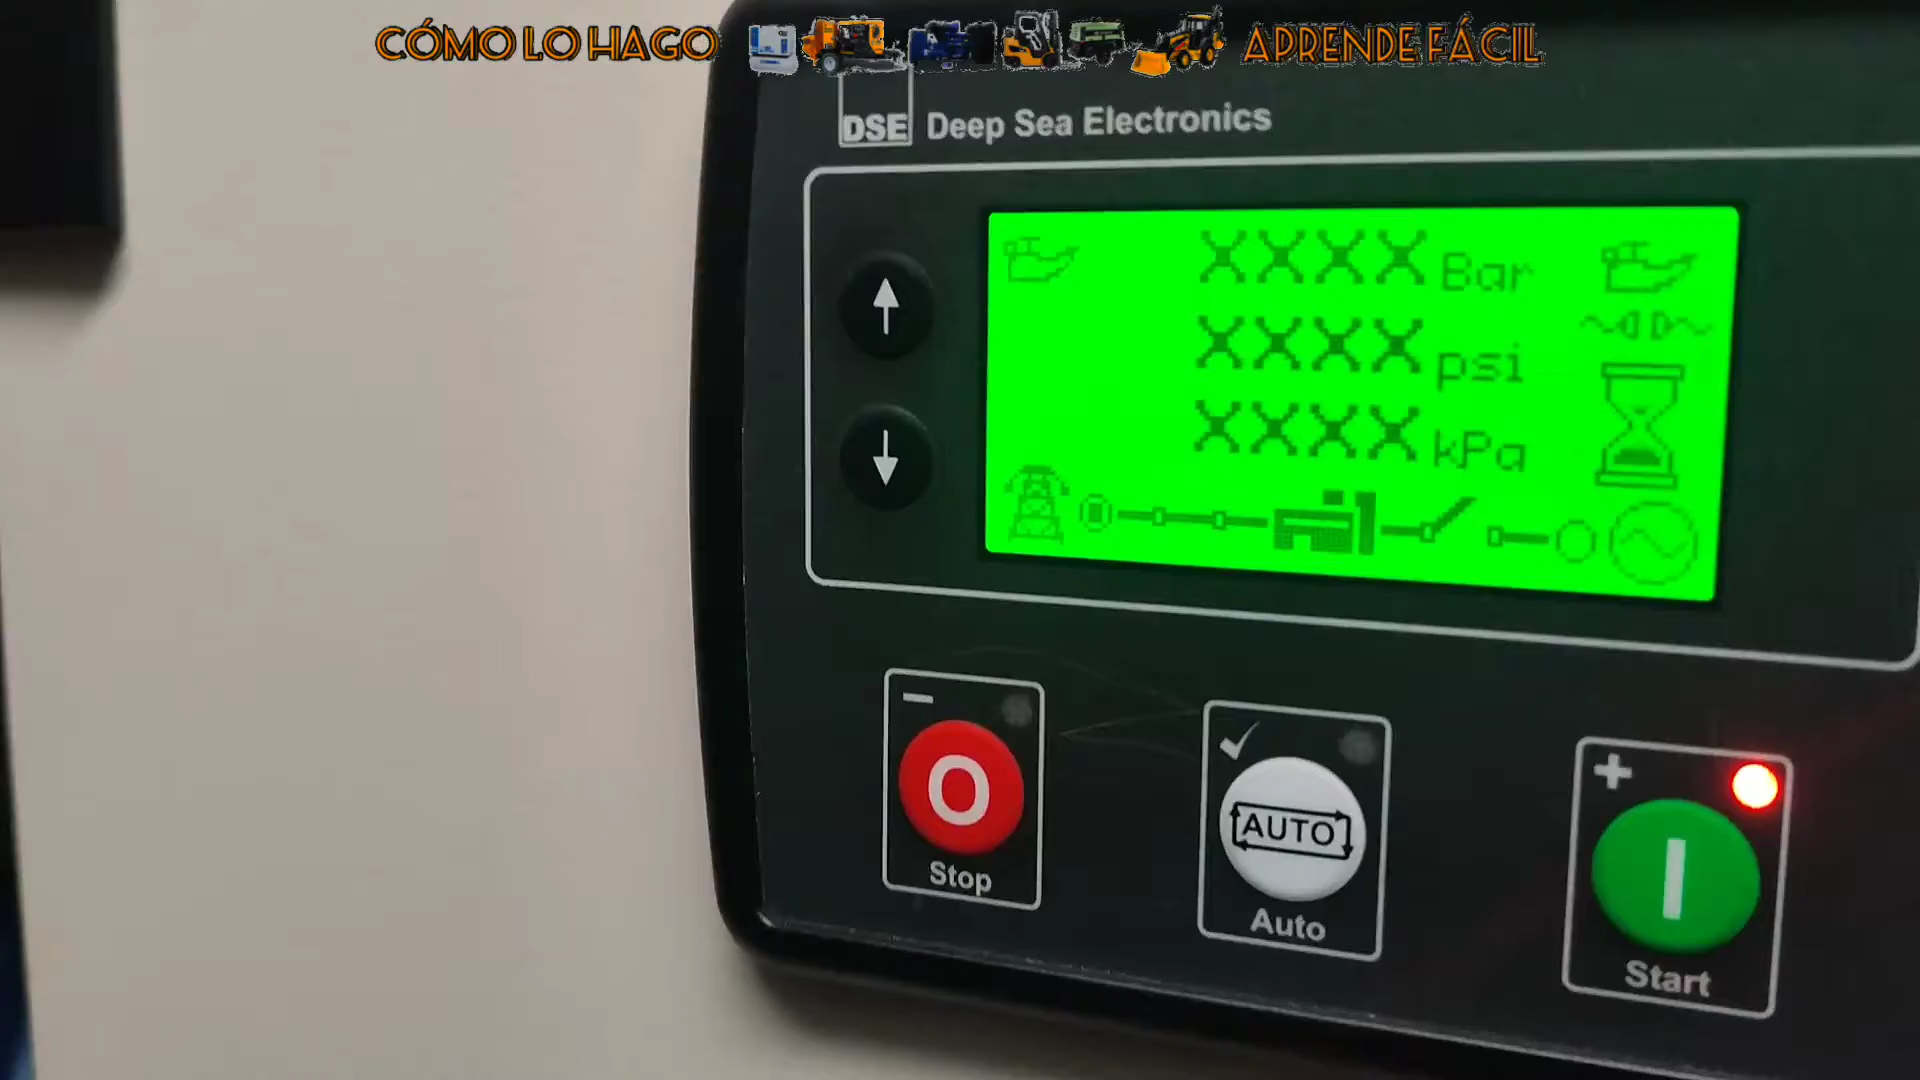 CÓMO LO HAGO APRENDE FÁCIL
DSE Deep Sea Electronics
XXXX Bar
XXXX psi
XXXX kPa
O
Stop
AUTO
Auto
I
Start